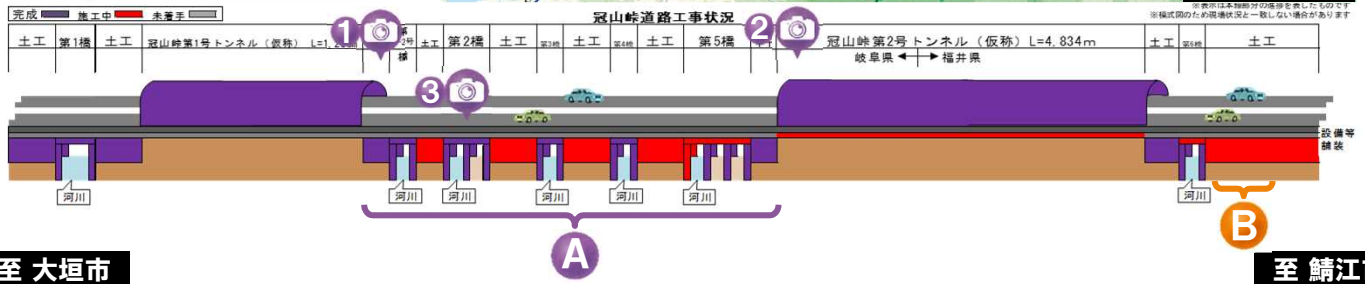 完成 施工中 未着手
冠山峠道路工事状況
※表示は本線部分の進捗を表したものです
※模式図のため現場状況と一致しない場合があります
1 2
土工 第1橋 土工 冠山峠第1号トンネル(仮称) 土工 第2橋 土工 第3橋 土工 第4橋 土工 第5橋 冠山峠第2号トンネル(仮称) L=4,834m 土工 第6橋 土工
岐阜県 福井県
3
設備等
舗装
河川 河川 河川 河川 河川 河川 河川
A B
至 大垣市 至 鯖江